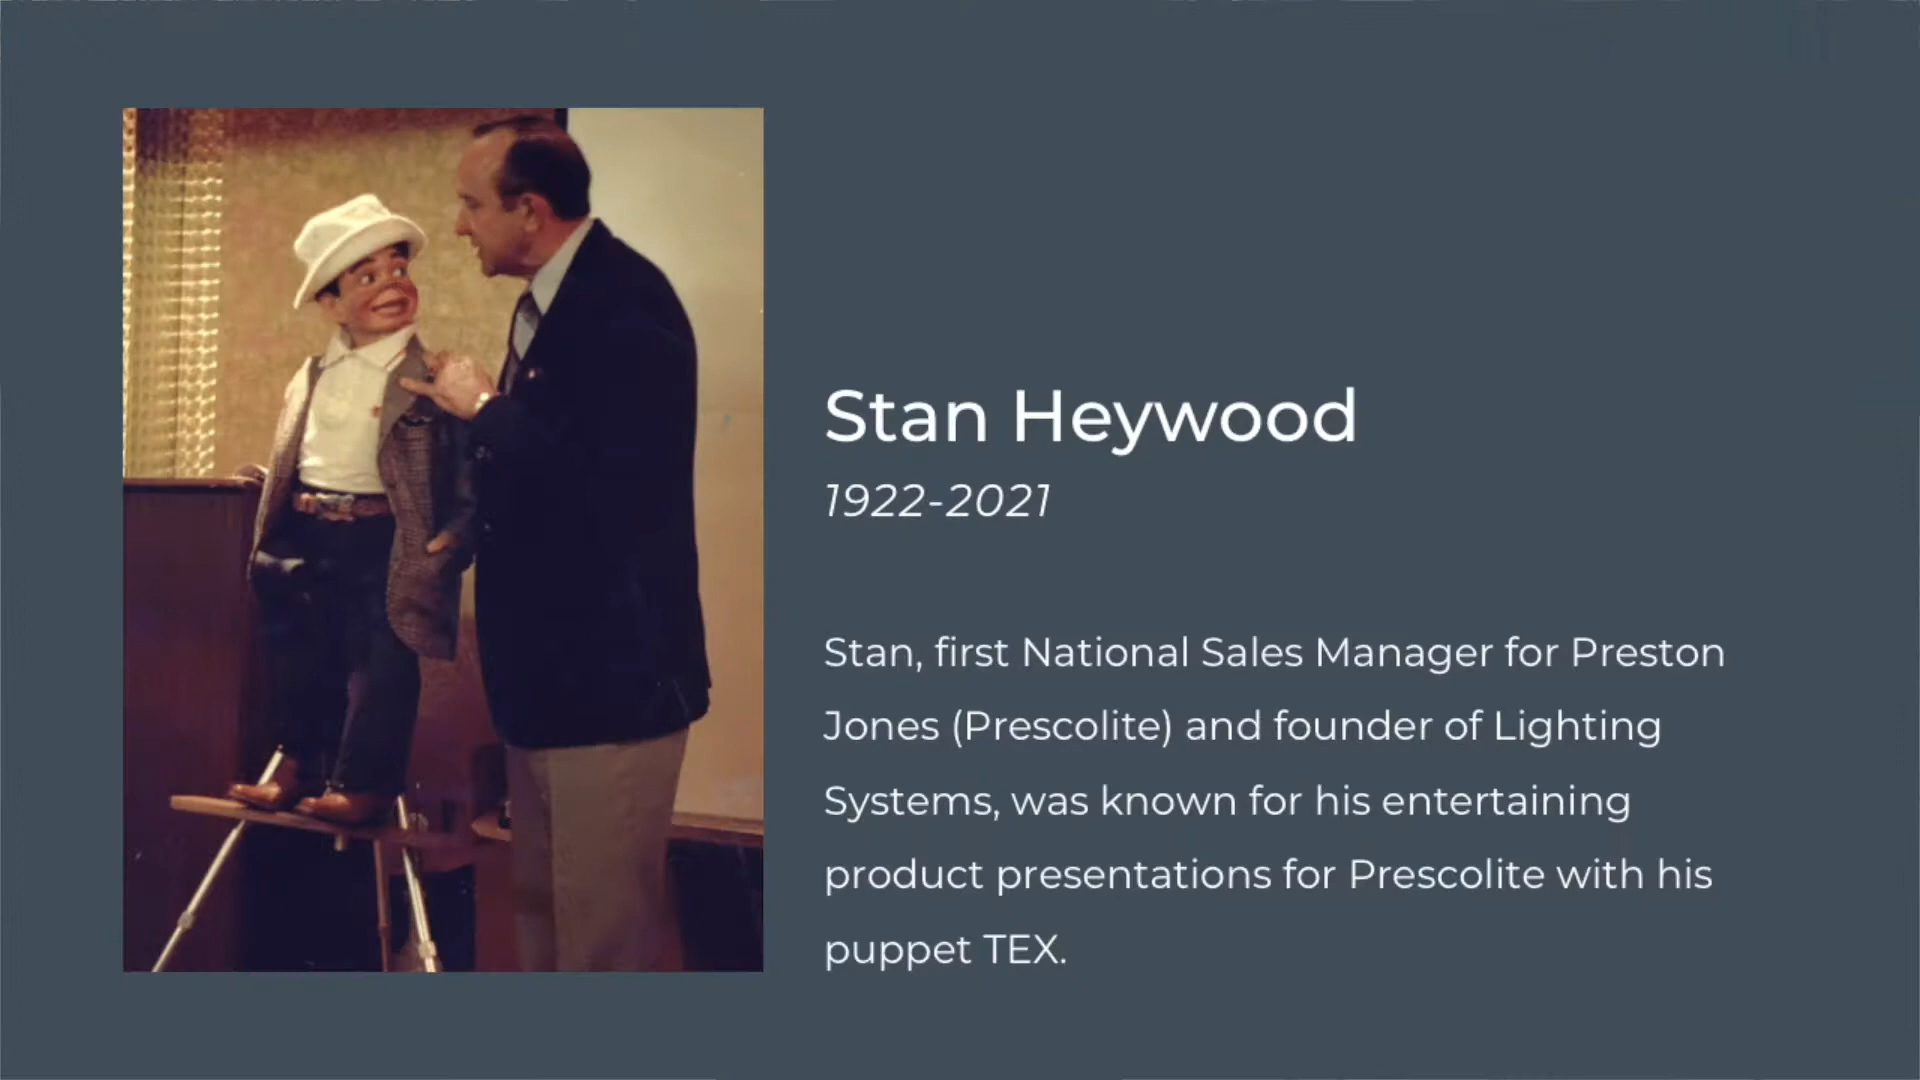 Stan Heywood
1922-2021
Stan, first National Sales Manager for Preston
Jones (Prescolite) and founder of Lighting
Systems, was known for his entertaining
product presentations for Prescolite with his
puppet TEX.